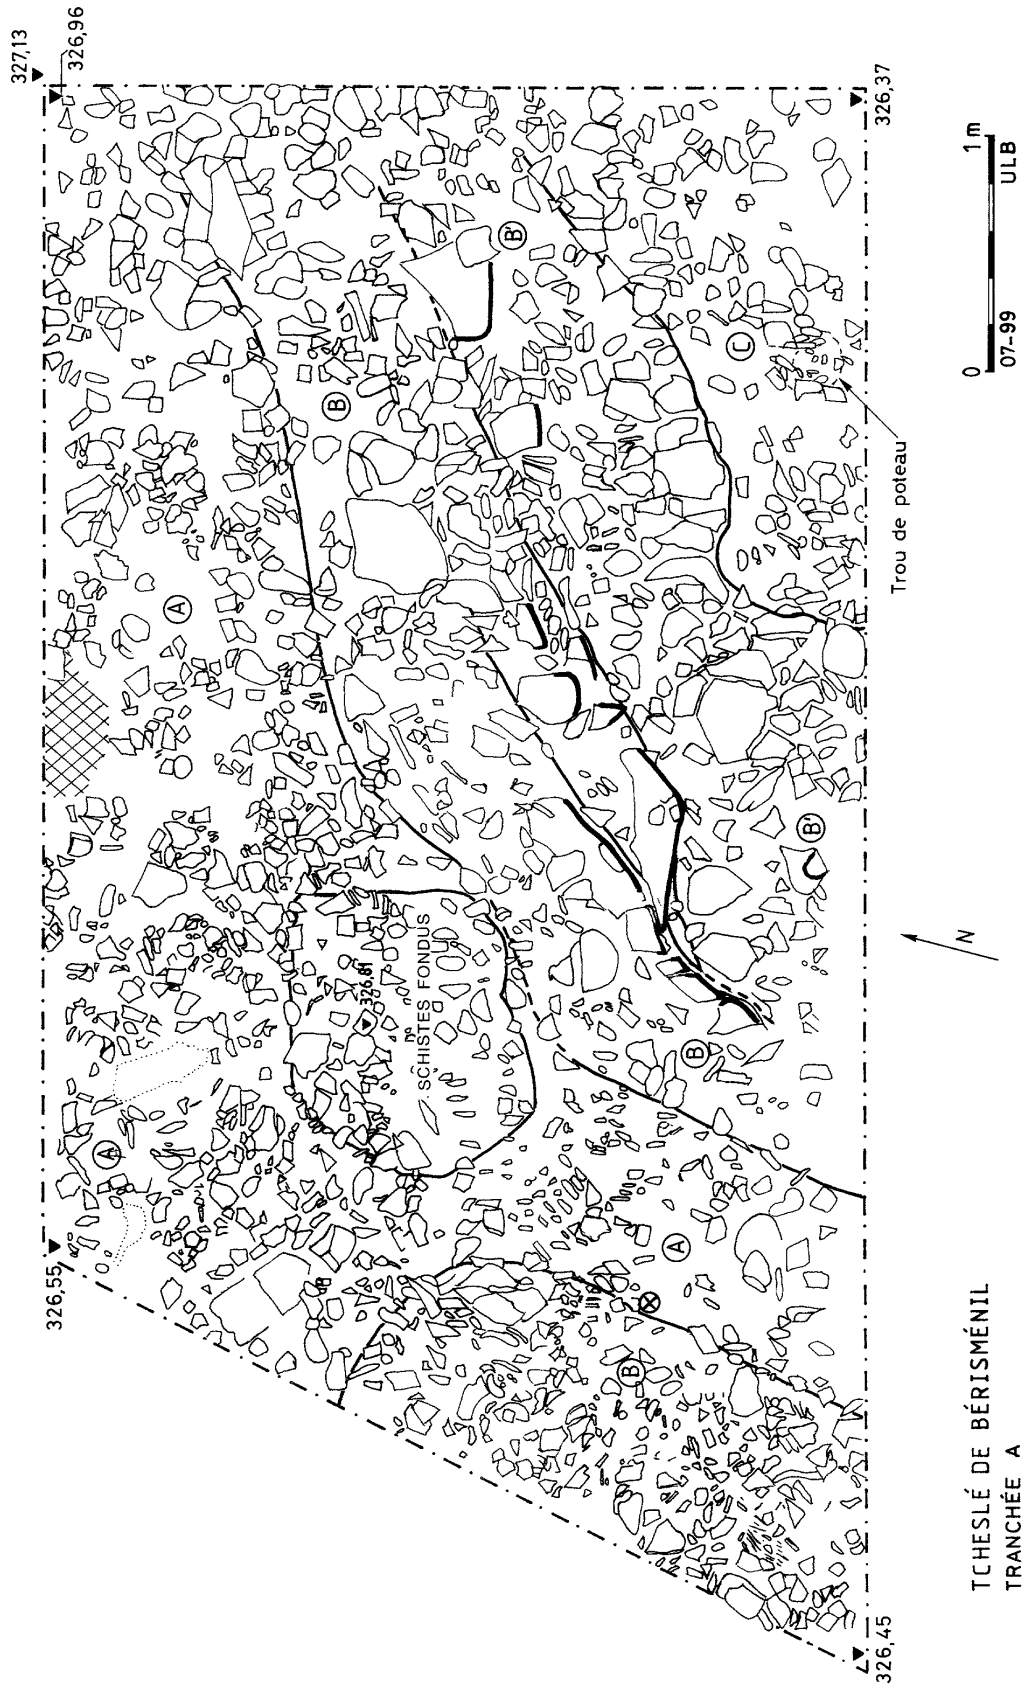 327,13
326,96
326,55
A
A
B
B'
326,81
SCHISTES FONDUS
C
B'
B
A
B
326,37
326,45
Trou de poteau
N
0 1m
07-99 ULB
TCHESLÉ DE BÉRISMÉNIL
TRANCHÉE A